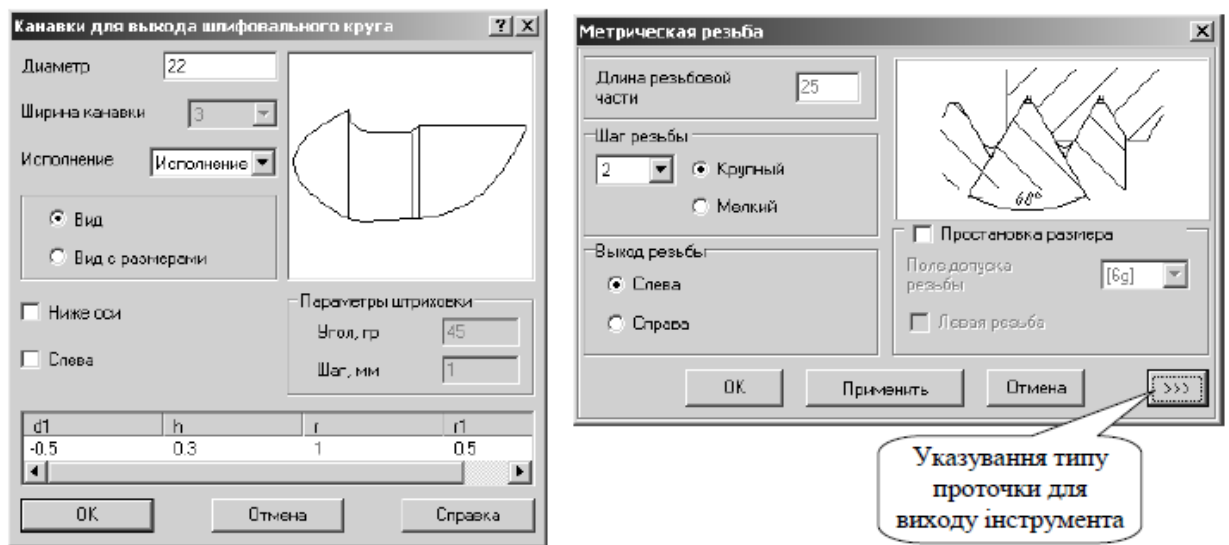 Канавки для выхода шлифовального круга
Диаметр 22
Ширина канавки 3
Исполнение Исполнение
Вид
Вид с размерами
Ниже оси
Слева
Параметры штриховки
Угол, гр 45
Шаг, мм 1
d1 h r r1
-0.5 0.3 1 0.5
OK Отмена Справка
Метрическая резьба
Длина резьбовой
части
25
Шаг резьбы
2 Крупный
Мелкий
Выход резьбы
Слева
Справа
60°
Простановка размера
Поле допуска
резьбы
[6g]
Левая резьба
OK Применить Отмена >>>
Указування типу
проточки для
виходу інструмента